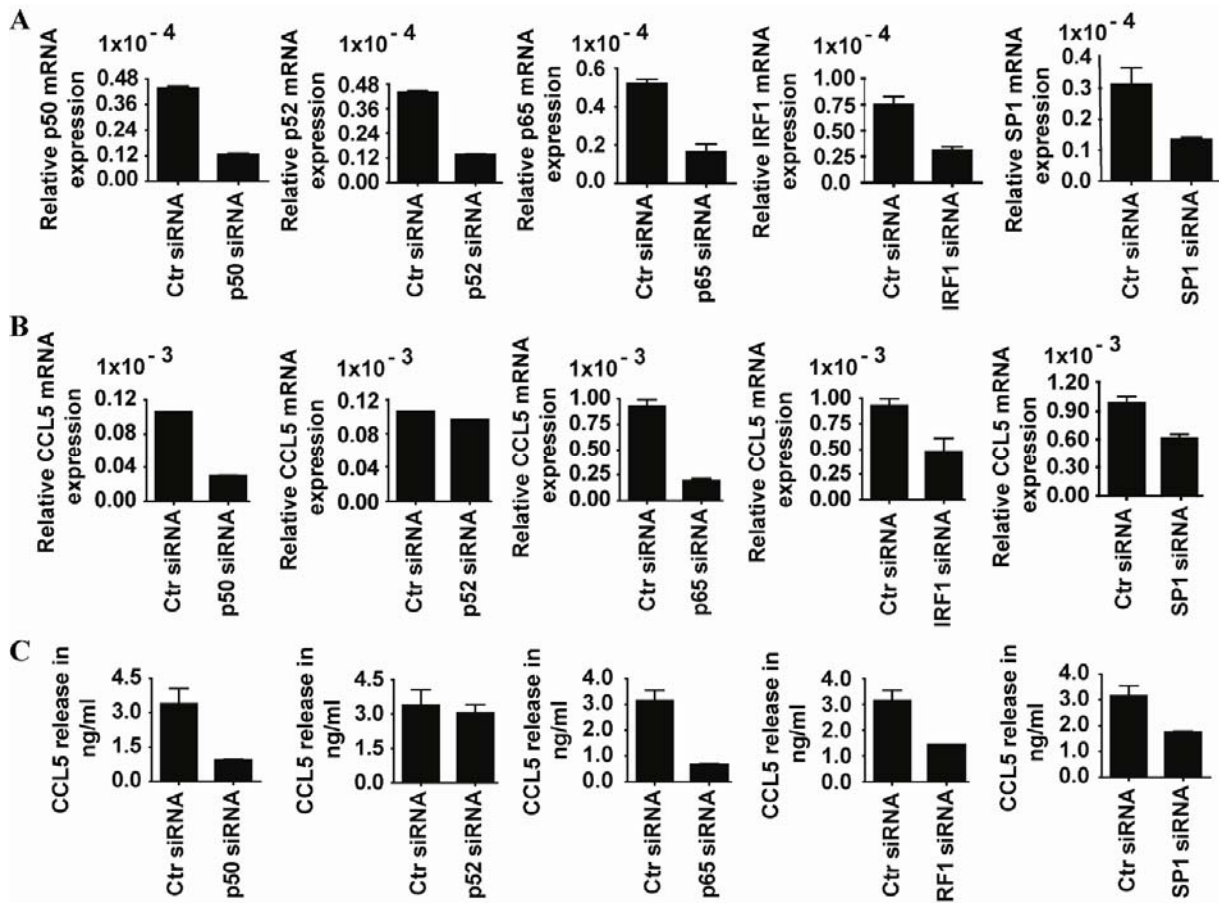 A
Relative p50 mRNA
expression
1x10 - 4
0.48
0.36
0.24
0.12
0.00
Ctr siRNA
p50 siRNA
Relative p52 mRNA
expression
1x10 - 4
0.48
0.36
0.24
0.12
0.00
Ctr siRNA
p52 siRNA
Relative p65 mRNA
expression
1x10 - 4
0.6
0.4
0.2
0.0
Ctr siRNA
p65 siRNA
Relative IRF1 mRNA
expression
1x10 - 4
1.00
0.75
0.50
0.25
0.00
Ctr siRNA
IRF1 siRNA
Relative SP1 mRNA
expression
1x10 - 4
0.4
0.3
0.2
0.1
0.0
Ctr siRNA
SP1 siRNA
B
Relative CCL5 mRNA
expression
1x10 - 3
0.12
0.08
0.04
0.00
Ctr siRNA
p50 siRNA
Relative CCL5 mRNA
expression
1x10 - 3
0.12
0.08
0.04
0.00
Ctr siRNA
p52 siRNA
Relative CCL5 mRNA
expression
1x10 - 3
1.00
0.75
0.50
0.25
0.00
Ctr siRNA
p65 siRNA
Relative CCL5 mRNA
expression
1x10 - 3
1.00
0.75
0.50
0.25
0.00
Ctr siRNA
IRF1 siRNA
Relative CCL5 mRNA
expression
1x10 - 3
1.20
0.90
0.60
0.30
0.00
Ctr siRNA
SP1 siRNA
C
CCL5 release in
ng/ml
4.5
3.0
1.5
0.0
Ctr siRNA
p50 siRNA
CCL5 release in
ng/ml
4.5
3.0
1.5
0.0
Ctr siRNA
p52 siRNA
CCL5 release in
ng/ml
4.0
3.0
2.0
1.0
0.0
Ctr siRNA
p65 siRNA
CCL5 release in
ng/ml
4.0
3.0
2.0
1.0
0.0
Ctr siRNA
RF1 siRNA
CCL5 release in
ng/ml
4.0
3.0
2.0
1.0
0.0
Ctr siRNA
SP1 siRNA